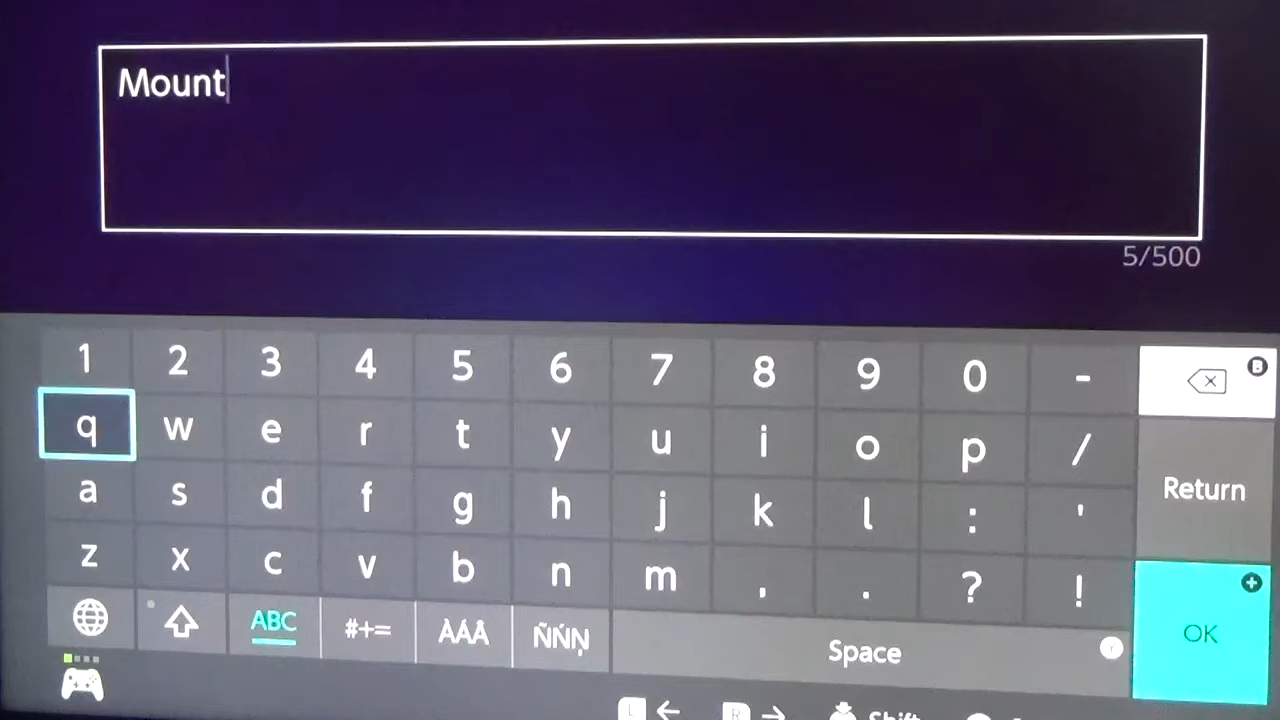 Mount
5/500
1 2 3 4 5 6 7 8 9 0 - B
q w e r t y u i o p /
a s d f g h j k l : ' Return
z x c v b n m , . ? ! +
ABC #+= ÀÁÂ ÑŃŅ Space Y OK
L ← R → Shift